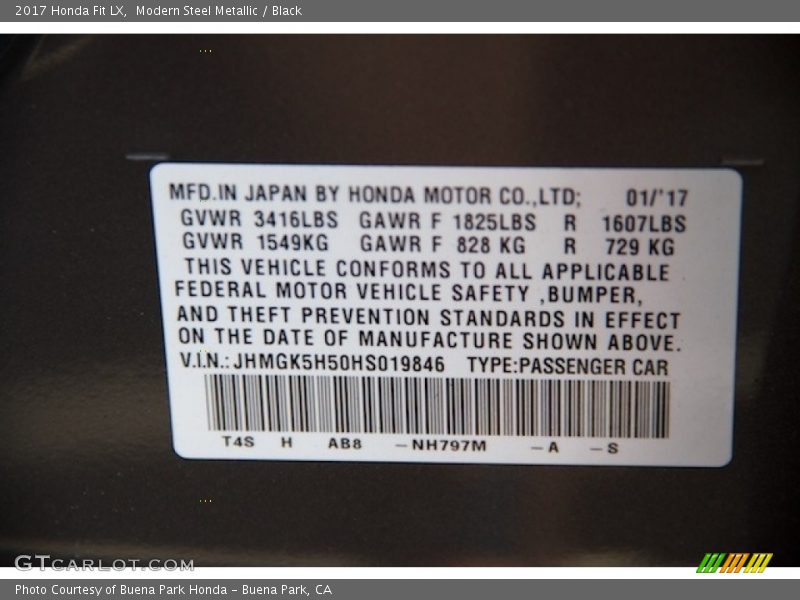 2017 Honda Fit LX,  Modern Steel Metallic / Black
MFD.IN JAPAN BY HONDA MOTOR CO.,LTD;  01/'17
GVWR 3416LBS  GAWR F 1825LBS  R  1607LBS
GVWR 1549KG  GAWR F 828 KG  R  729 KG
THIS VEHICLE CONFORMS TO ALL APPLICABLE
FEDERAL MOTOR VEHICLE SAFETY ,BUMPER,
AND THEFT PREVENTION STANDARDS IN EFFECT
ON THE DATE OF MANUFACTURE SHOWN ABOVE.
V.I.N.:JHMGK5H50HS019846  TYPE:PASSENGER CAR
T4S  H  AB8  –NH797M  –A  –S
GTCARLOT.COM
Photo Courtesy of Buena Park Honda – Buena Park, CA